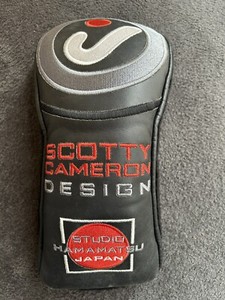 SCOTTY
CAMERON
DESIGN
STUDIO
HAMAMATSU
JAPAN